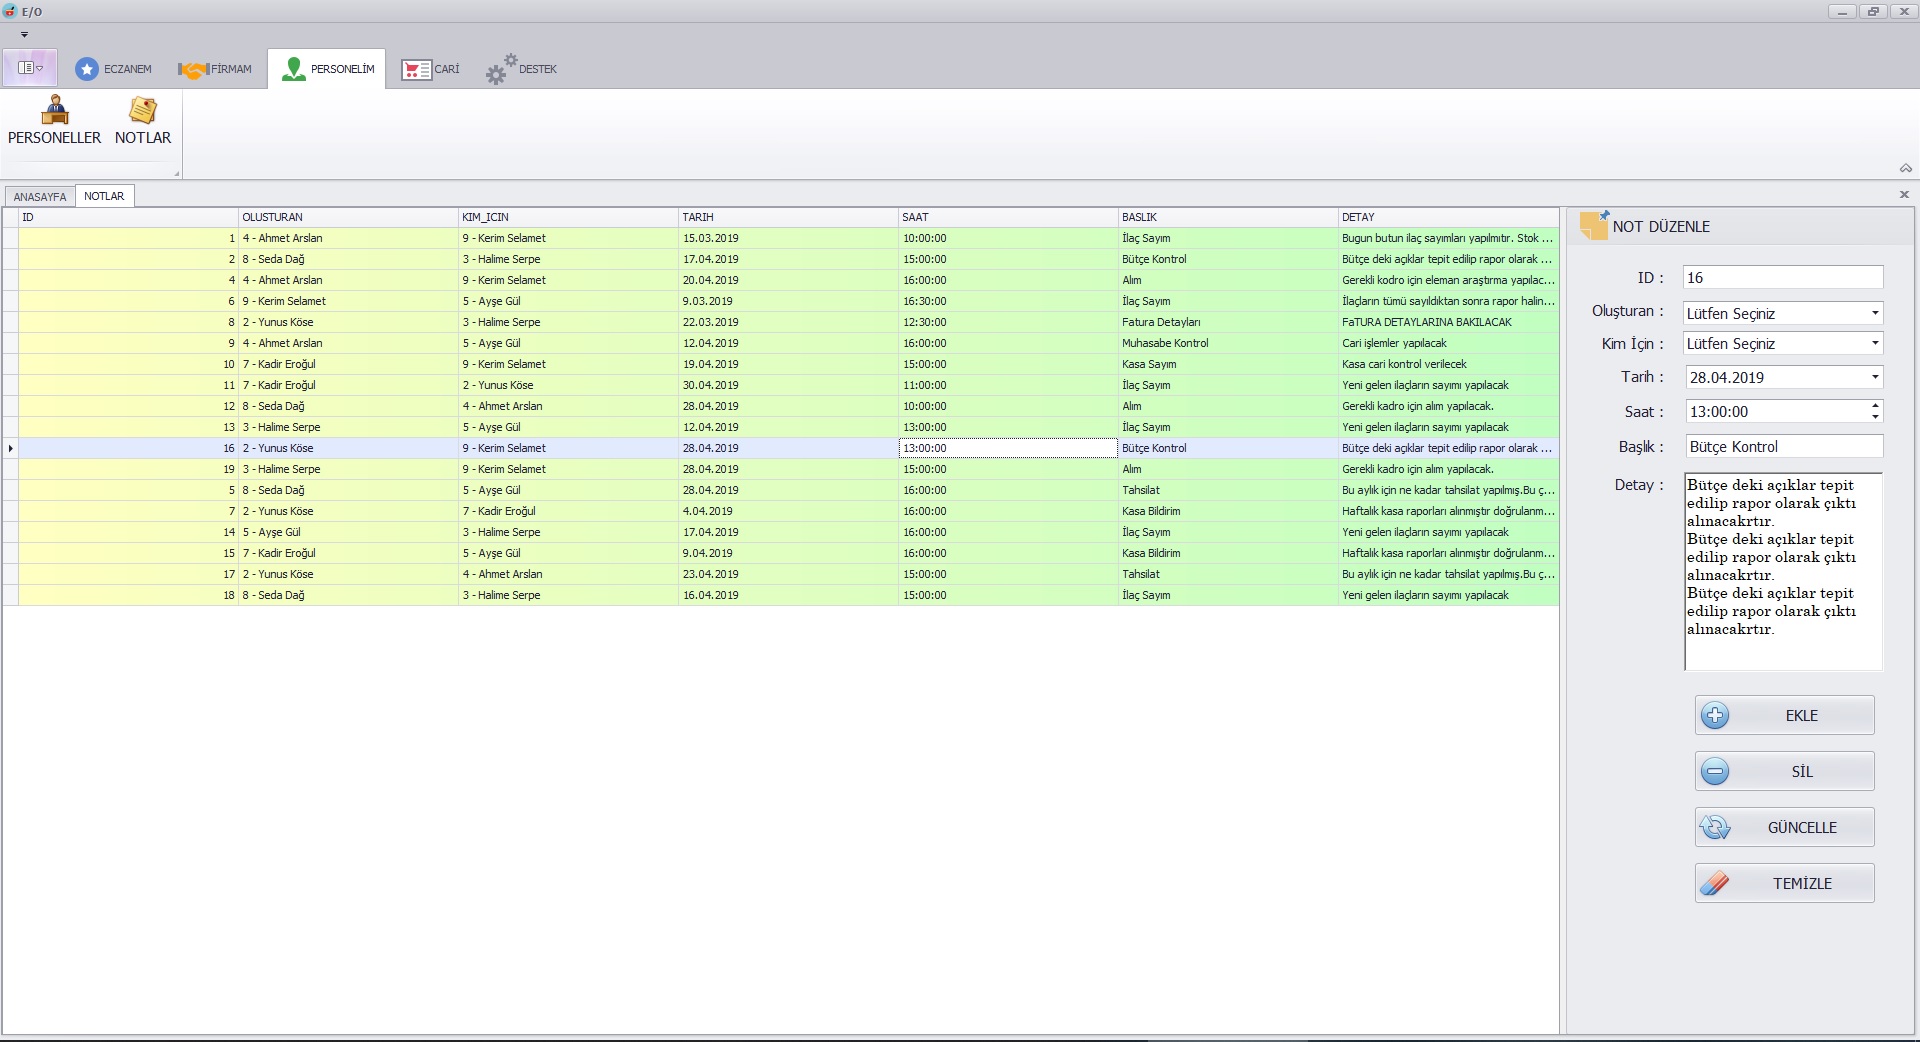 E/O
ECZANEM FİRMAM PERSONELİM CARİ DESTEK
PERSONELLER NOTLAR
ANASAYFA NOTLAR
ID OLUSTURAN KIM_ICIN TARIH SAAT BASLIK DETAY
1 4 - Ahmet Arslan 9 - Kerim Selamet 15.03.2019 10:00:00 İlaç Sayım Bugun butun ilaç sayımları yapılmıtır. Stok ...
2 8 - Seda Dağ 3 - Halime Serpe 17.04.2019 15:00:00 Bütçe Kontrol Bütçe deki açıklar tepit edilip rapor olarak ...
4 4 - Ahmet Arslan 9 - Kerim Selamet 20.04.2019 16:00:00 Alım Gerekli kodro için eleman araştırma yapılac...
6 9 - Kerim Selamet 5 - Ayşe Gül 9.03.2019 16:30:00 İlaç Sayım İlaçların tümü sayıldıktan sonra rapor halin...
8 2 - Yunus Köse 3 - Halime Serpe 22.03.2019 12:30:00 Fatura Detayları FaTURA DETAYLARINA BAKILACAK
9 4 - Ahmet Arslan 5 - Ayşe Gül 12.04.2019 16:00:00 Muhasabe Kontrol Cari işlemler yapılacak
10 7 - Kadir Eroğul 9 - Kerim Selamet 19.04.2019 15:00:00 Kasa Sayım Kasa cari kontrol verilecek
11 7 - Kadir Eroğul 2 - Yunus Köse 30.04.2019 11:00:00 İlaç Sayım Yeni gelen ilaçların sayımı yapılacak
12 8 - Seda Dağ 4 - Ahmet Arslan 28.04.2019 10:00:00 Alım Gerekli kadro için alım yapılacak.
13 3 - Halime Serpe 5 - Ayşe Gül 12.04.2019 13:00:00 İlaç Sayım Yeni gelen ilaçların sayımı yapılacak
16 2 - Yunus Köse 9 - Kerim Selamet 28.04.2019 13:00:00 Bütçe Kontrol Bütçe deki açıklar tepit edilip rapor olarak ...
19 3 - Halime Serpe 9 - Kerim Selamet 28.04.2019 15:00:00 Alım Gerekli kadro için alım yapılacak.
5 8 - Seda Dağ 5 - Ayşe Gül 28.04.2019 16:00:00 Tahsilat Bu aylık için ne kadar tahsilat yapılmış.Bu ç...
7 2 - Yunus Köse 7 - Kadir Eroğul 4.04.2019 16:00:00 Kasa Bildirim Haftalık kasa raporları alınmıştır doğrulanm...
14 5 - Ayşe Gül 3 - Halime Serpe 17.04.2019 16:00:00 İlaç Sayım Yeni gelen ilaçların sayımı yapılacak
15 7 - Kadir Eroğul 5 - Ayşe Gül 9.04.2019 16:00:00 Kasa Bildirim Haftalık kasa raporları alınmıştır doğrulanm...
17 2 - Yunus Köse 4 - Ahmet Arslan 23.04.2019 15:00:00 Tahsilat Bu aylık için ne kadar tahsilat yapılmış.Bu ç...
18 8 - Seda Dağ 3 - Halime Serpe 16.04.2019 15:00:00 İlaç Sayım Yeni gelen ilaçların sayımı yapılacak
NOT DÜZENLE
ID : 16
Oluşturan : Lütfen Seçiniz
Kim İçin : Lütfen Seçiniz
Tarih : 28.04.2019
Saat : 13:00:00
Başlık : Bütçe Kontrol
Detay : Bütçe deki açıklar tepit
edilip rapor olarak çıktı
alınacakrtır.
Bütçe deki açıklar tepit
edilip rapor olarak çıktı
alınacakrtır.
Bütçe deki açıklar tepit
edilip rapor olarak çıktı
alınacakrtır.
EKLE
SİL
GÜNCELLE
TEMİZLE